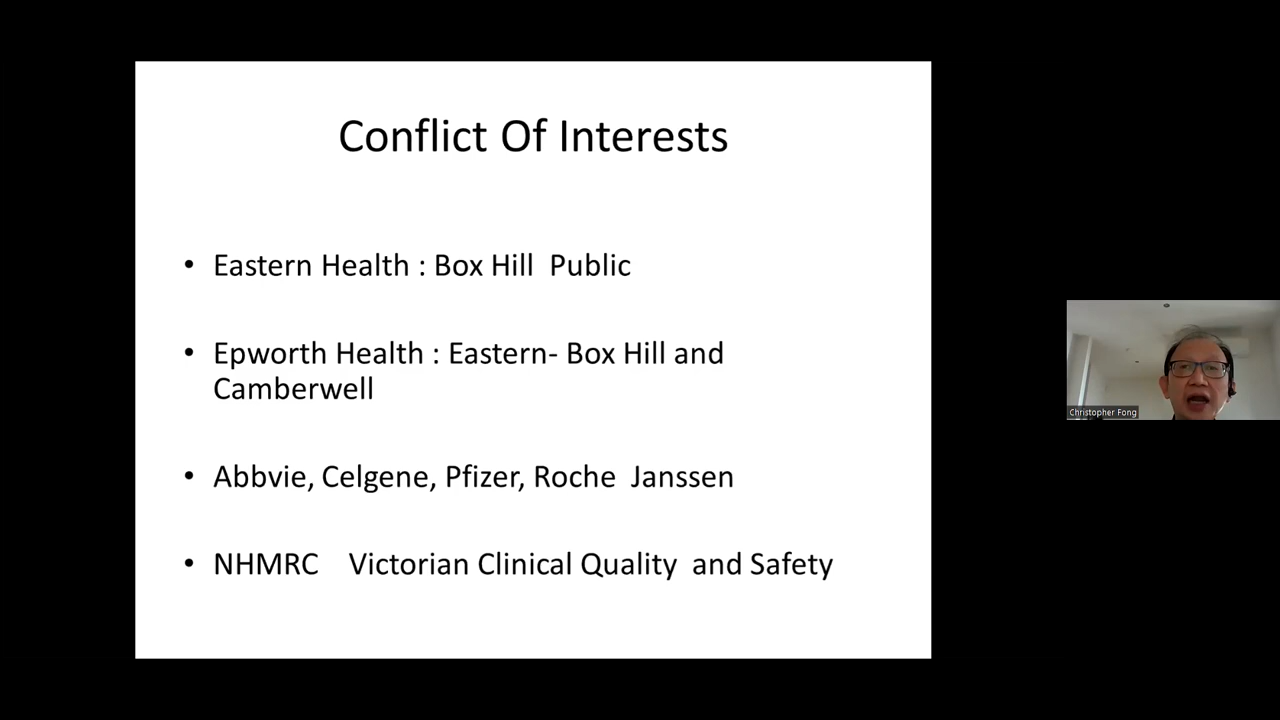 Conflict Of Interests
• Eastern Health : Box Hill  Public
• Epworth Health : Eastern- Box Hill and
Camberwell
• Abbvie, Celgene, Pfizer, Roche  Janssen
• NHMRC    Victorian Clinical Quality  and Safety
Christopher Fong